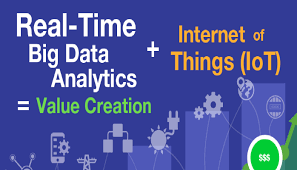 Real-Time
Big Data
Analytics
+
Internet of
Things (IoT)
= Value Creation
$$$